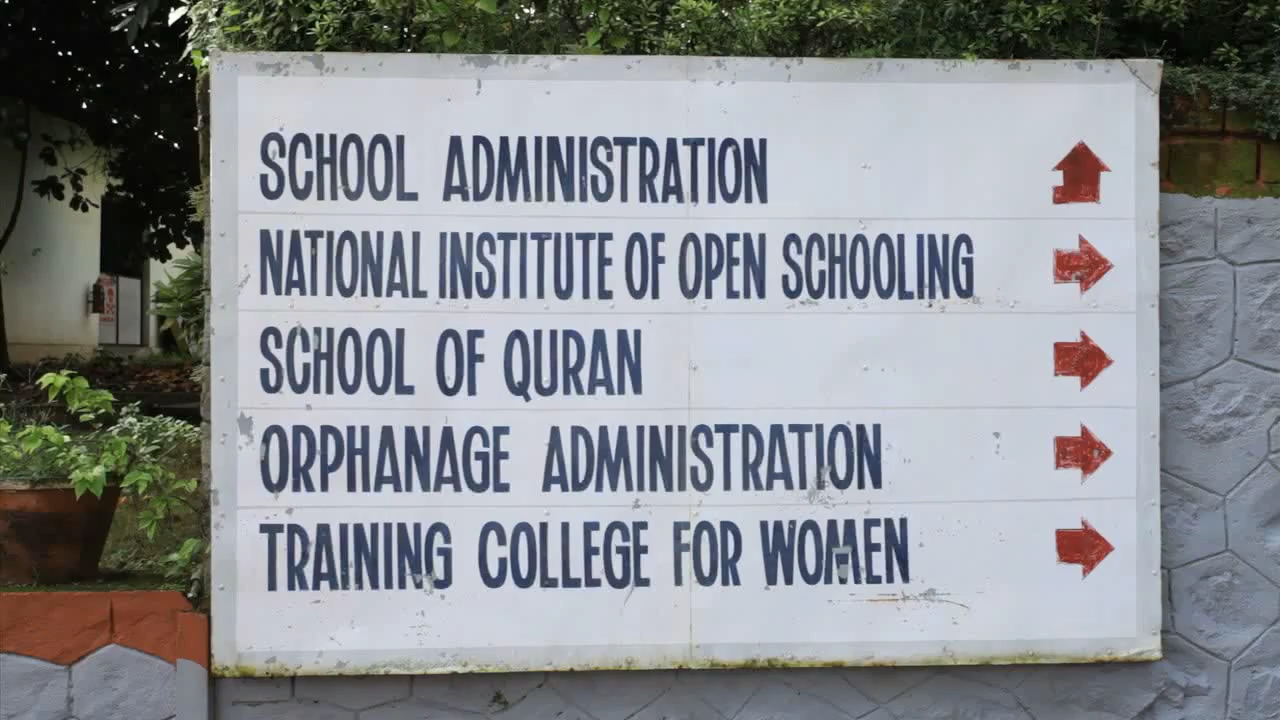 SCHOOL ADMINISTRATION
NATIONAL INSTITUTE OF OPEN SCHOOLING
SCHOOL OF QURAN
ORPHANAGE ADMINISTRATION
TRAINING COLLEGE FOR WOMEN